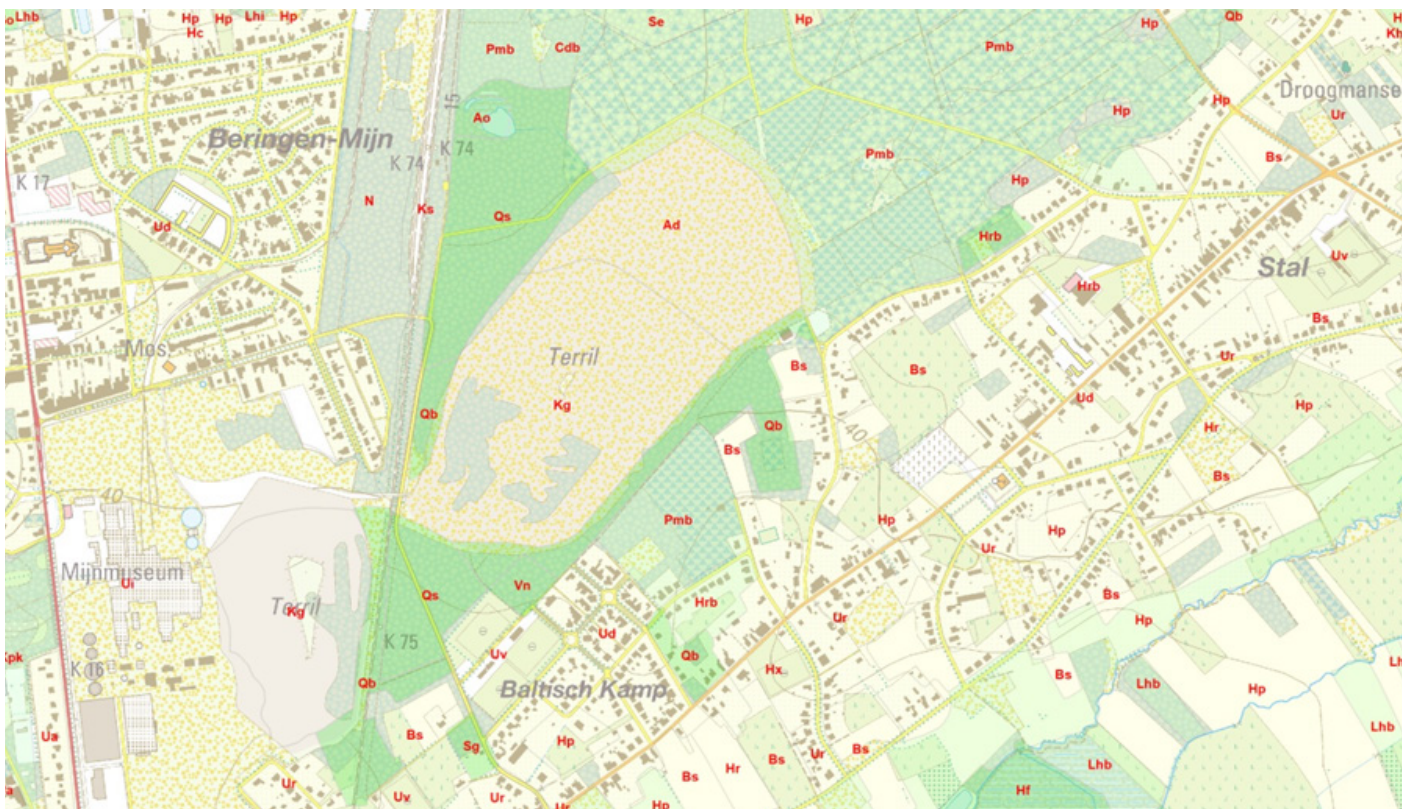 Lhb
Hp
Hp
Lhi
Hp
Hc
Se
Hp
Hp
Qb
Pmb
Cdb
Pmb
Droogmanse
Ur
15
Ao
Hp
Hp
Beringen-Mijn
K 74
K 74
Pmb
Bs
K 17
N
Ks
Qs
Hp
Ud
Ad
Hrb
Stal
Uv
Hrb
Bs
Mos.
Terril
Bs
Bs
Ur
Kg
Qb
Ud
Hp
Qb
40
Hr
Bs
Bs
40
Pmb
Hp
Hp
Ur
Mijnmuseum
Ui
Terril
Kg
Qs
Vn
Hrb
Bs
Ur
Hp
K 75
Ud
Uv
Qb
Hx
Kpk
K 16
Qb
Baltisch Kamp
Bs
Lhb
Hp
Ua
Bs
Sg
Hp
Bs
Hr
Bs
Ur
Bs
Lhb
Lhb
Ur
Uv
Ur
Ur
Hp
Bs
Hf